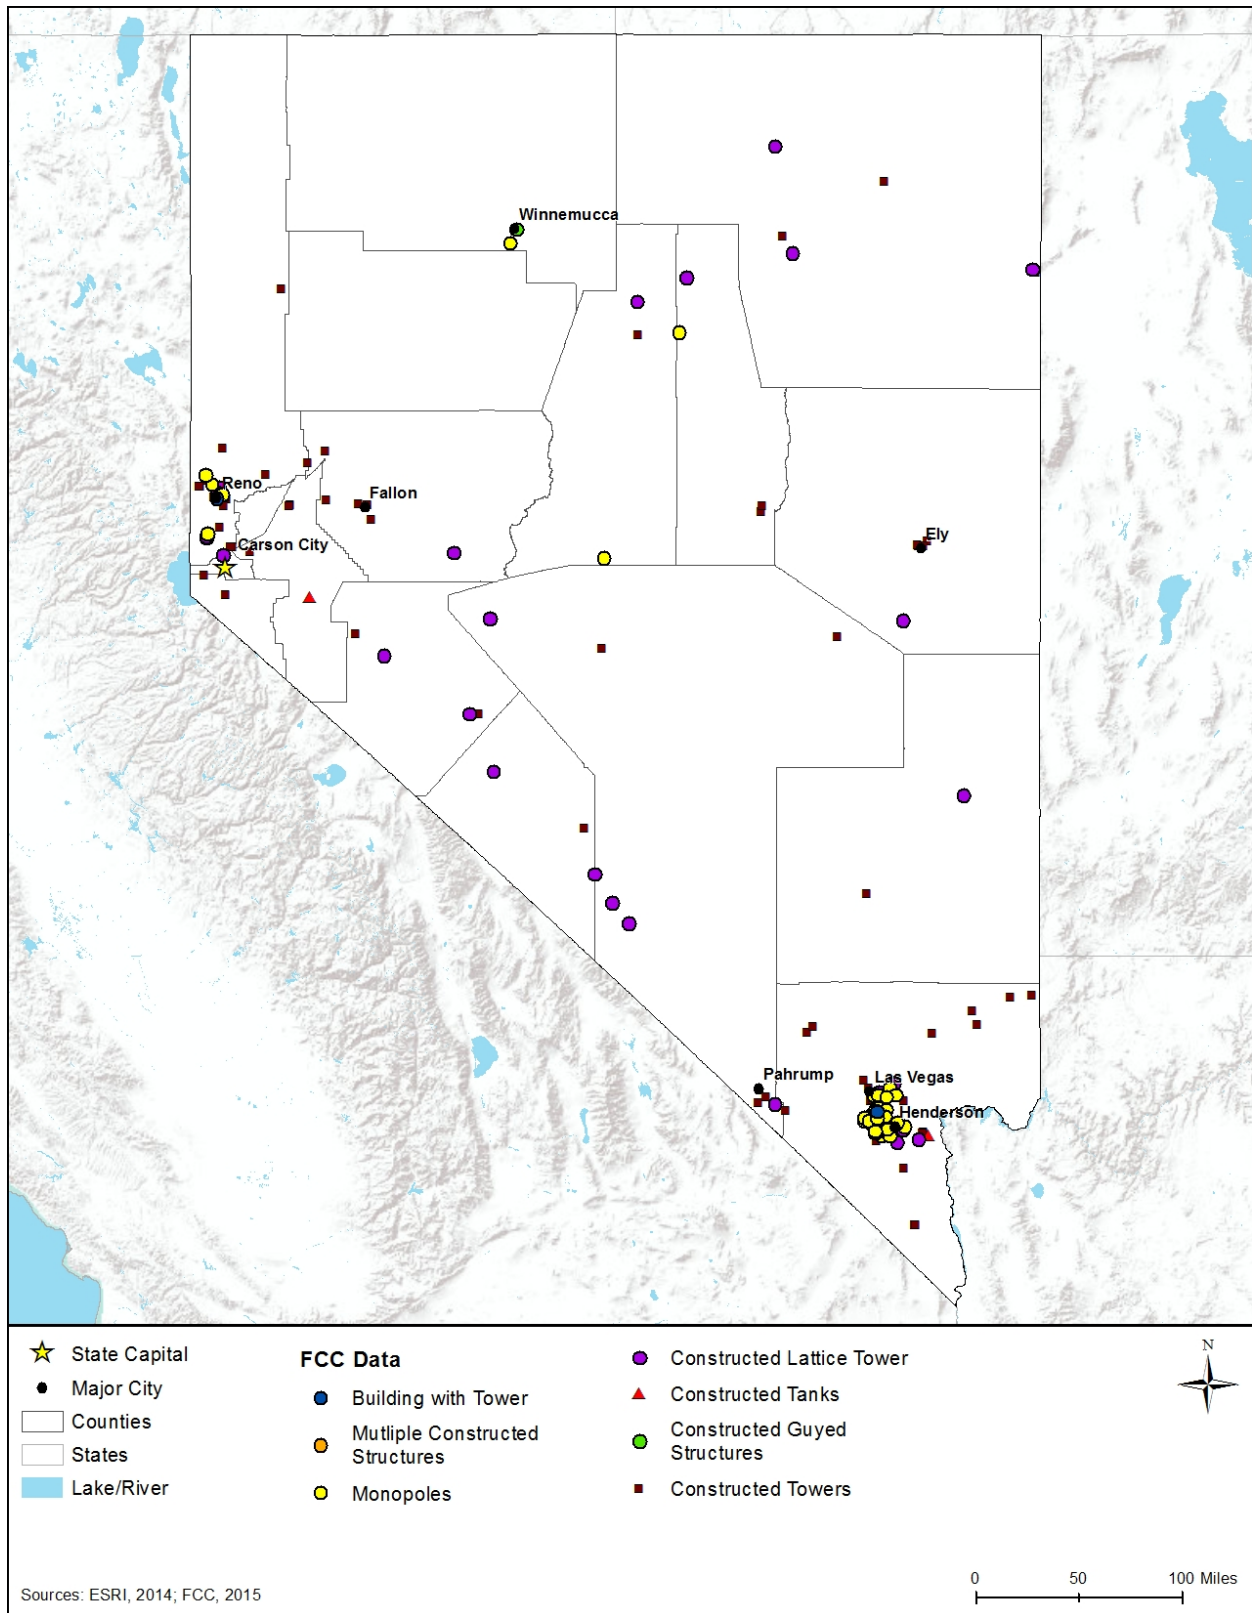 Winnemucca
Reno
Fallon
Carson City
Ely
Pahrump
Las Vegas
Henderson
State Capital
Major City
Counties
States
Lake/River
FCC Data
Building with Tower
Mutliple Constructed
Structures
Monopoles
Constructed Lattice Tower
Constructed Tanks
Constructed Guyed
Structures
Constructed Towers
N
Sources: ESRI, 2014; FCC, 2015
0 50 100 Miles